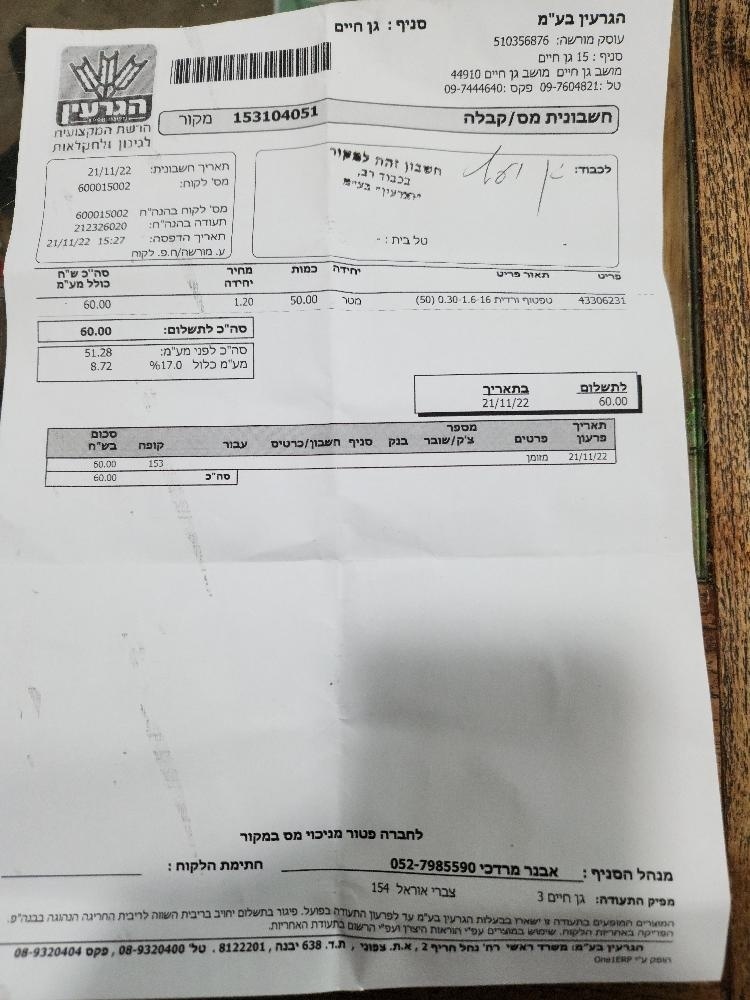 הגרעין בע"מ
סניף : גן חיים
עוסק מורשה: 510356876
סניף : 15 גן חיים
מושב גן חיים מושב גן חיים 44910
טל :09-7604821 פקס :09-7444640
הגרעין
הרשת המקצועית
לגינון ולחקלאות
חשבונית מס/קבלה
153104051 מקור
לכבוד:
חשבון זהה למקור
בכבוד רב,
"הגרעין" בע"מ
טל בית : -
תאריך חשבונית: 21/11/22
מס' לקוח: 600015002
מס' לקוח בהנה"ח 600015002
תעודה בהנה"ח: 212326020
תאריך הדפסה: 21/11/22 15:27
ע. מורשה/ח.פ. לקוח
פריט תאור פריט יחידה כמות מחיר יחידה סה"כ ש"ח כולל מע"מ
43306231 טפטוף ורדית 0.30-1.6-16 (50) מטר 50.00 1.20 60.00
סה"כ לתשלום: 60.00
סה"כ לפני מע"מ: 51.28
מע"מ כלול %17.0 8.72
לתשלום בתאריך
60.00 21/11/22
תאריך פרעון פרטים מספר צ'ק/שובר בנק סניף חשבון/כרטיס עבור קופה סכום בש"ח
21/11/22 מזומן 153 60.00
סה"כ 60.00
לחברה פטור מניכוי מס במקור
מנהל הסניף : אבנר מרדכי 052-7985590 חתימת הלקוח :
מפיק התעודה: גן חיים 3 צברי אוראל 154
המוצרים המופעים בתעודה זו ישארו בבעלות הגרעין בע"מ עד לפרעון התעודה בפועל. פיגור בתשלום יחויב בריבית השווה לריבית החריגה הנהוגה בבנה"פ.
הפריקה באחריות הלקוח. שימוש במוצרים עפ"י הוראות היצרן ועפ"י הרשום בתעודת האחריות.
הגרעין בע"מ: משרד ראשי רח' נחל חריף 2, א.ת. צפוני , ת.ד. 638 יבנה, 8122201 . טל' 08-9320400 , פקס 08-9320404
הופק ע"י One1ERP